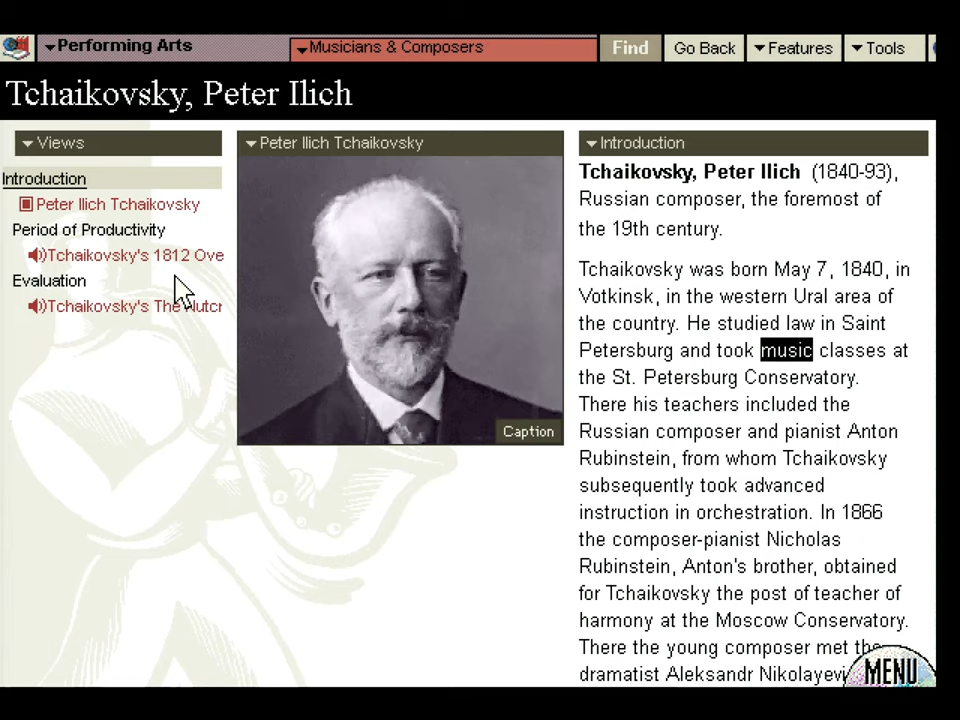 Performing Arts
Musicians & Composers
Find
Go Back
Features
Tools
Tchaikovsky, Peter Ilich
Views
Introduction
Peter Ilich Tchaikovsky
Period of Productivity
Tchaikovsky's 1812 Ove
Evaluation
Tchaikovsky's The Nutcr
Peter Ilich Tchaikovsky
Caption
Introduction
Tchaikovsky, Peter Ilich (1840-93),
Russian composer, the foremost of
the 19th century.
Tchaikovsky was born May 7, 1840, in
Votkinsk, in the western Ural area of
the country. He studied law in Saint
Petersburg and took music classes at
the St. Petersburg Conservatory.
There his teachers included the
Russian composer and pianist Anton
Rubinstein, from whom Tchaikovsky
subsequently took advanced
instruction in orchestration. In 1866
the composer-pianist Nicholas
Rubinstein, Anton's brother, obtained
for Tchaikovsky the post of teacher of
harmony at the Moscow Conservatory.
There the young composer met the
dramatist Aleksandr Nikolayevi
MENU